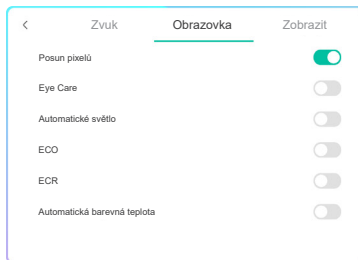 Zvuk Obrazovka Zobrazit
Posun pixelů
Eye Care
Automatické světlo
ECO
ECR
Automatická barevná teplota